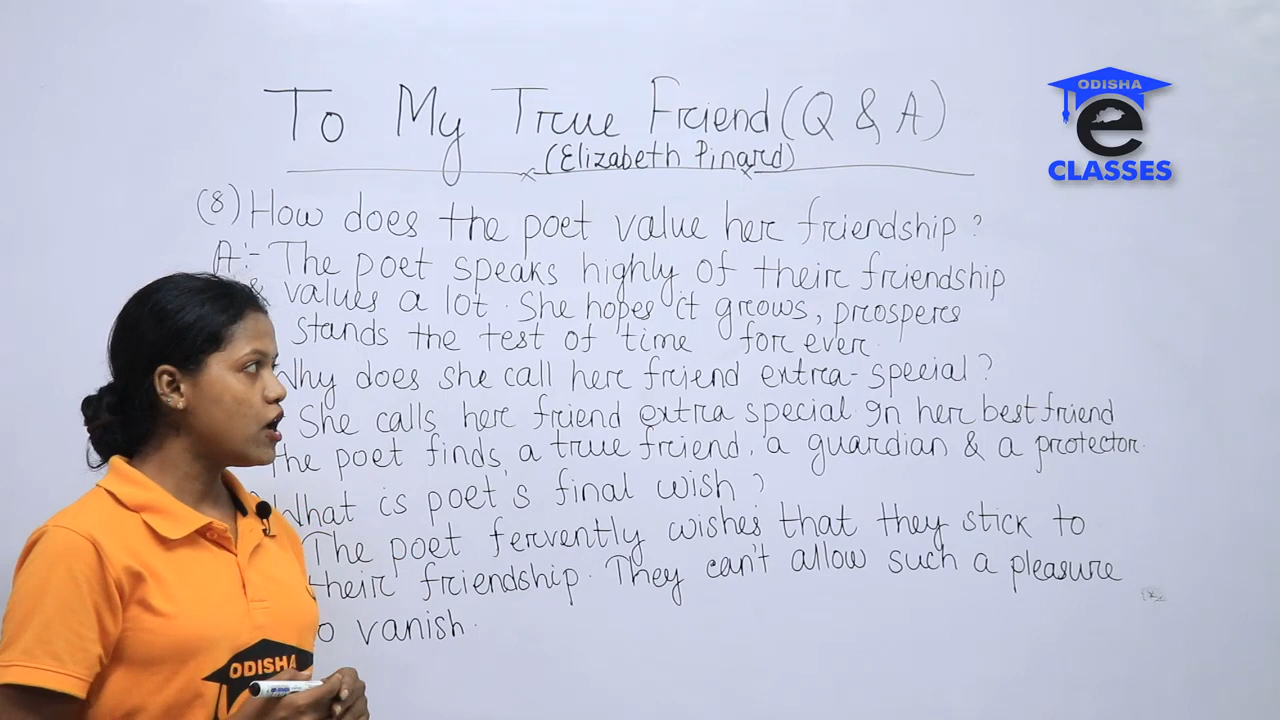 To My True Friend (Q & A)
(Elizabeth Pinard)
ODISHA
e
CLASSES
(8) How does the poet value her friendship?
A:- The poet speaks highly of their friendship
& values a lot. She hopes it grows, prospers
stands the test of time for ever.
Why does she call her friend extra-special?
She calls her friend extra special. In her best friend
the poet finds a true friend, a guardian & a protector.
What is poet's final wish?
The poet fervently wishes that they stick to
their friendship. They can't allow such a pleasure
to vanish.
ODISHA